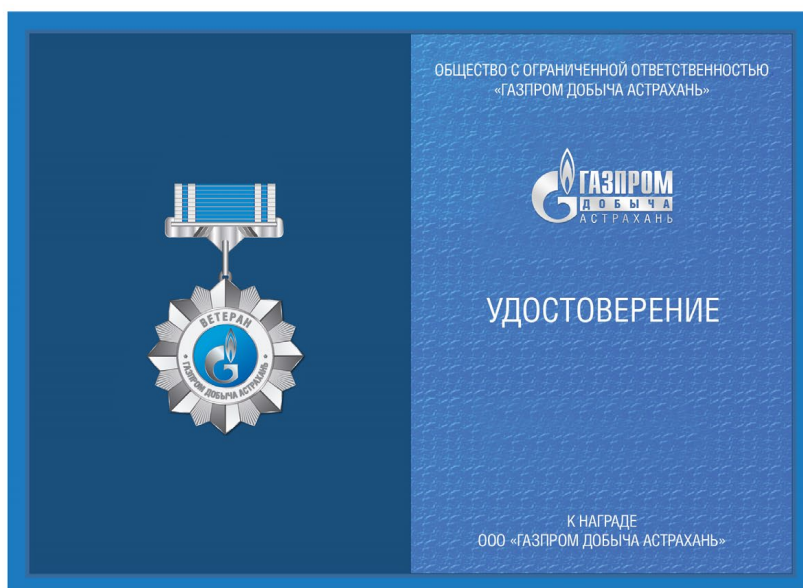 ВЕТЕРАН
• ГАЗПРОМ ДОБЫЧА АСТРАХАНЬ •
ОБЩЕСТВО С ОГРАНИЧЕННОЙ ОТВЕТСТВЕННОСТЬЮ
«ГАЗПРОМ ДОБЫЧА АСТРАХАНЬ»
ГАЗПРОМ
ДОБЫЧА
АСТРАХАНЬ
УДОСТОВЕРЕНИЕ
К НАГРАДЕ
ООО «ГАЗПРОМ ДОБЫЧА АСТРАХАНЬ»